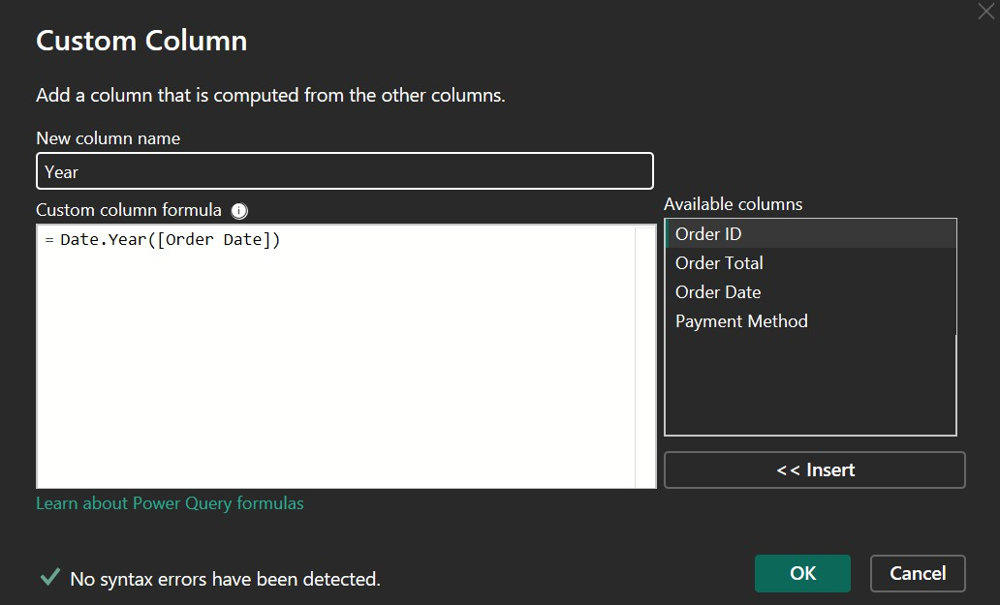 Custom Column
Add a column that is computed from the other columns.
New column name
Year
Custom column formula
= Date.Year([Order Date])
Available columns
Order ID
Order Total
Order Date
Payment Method
<< Insert
Learn about Power Query formulas
No syntax errors have been detected.
OK
Cancel